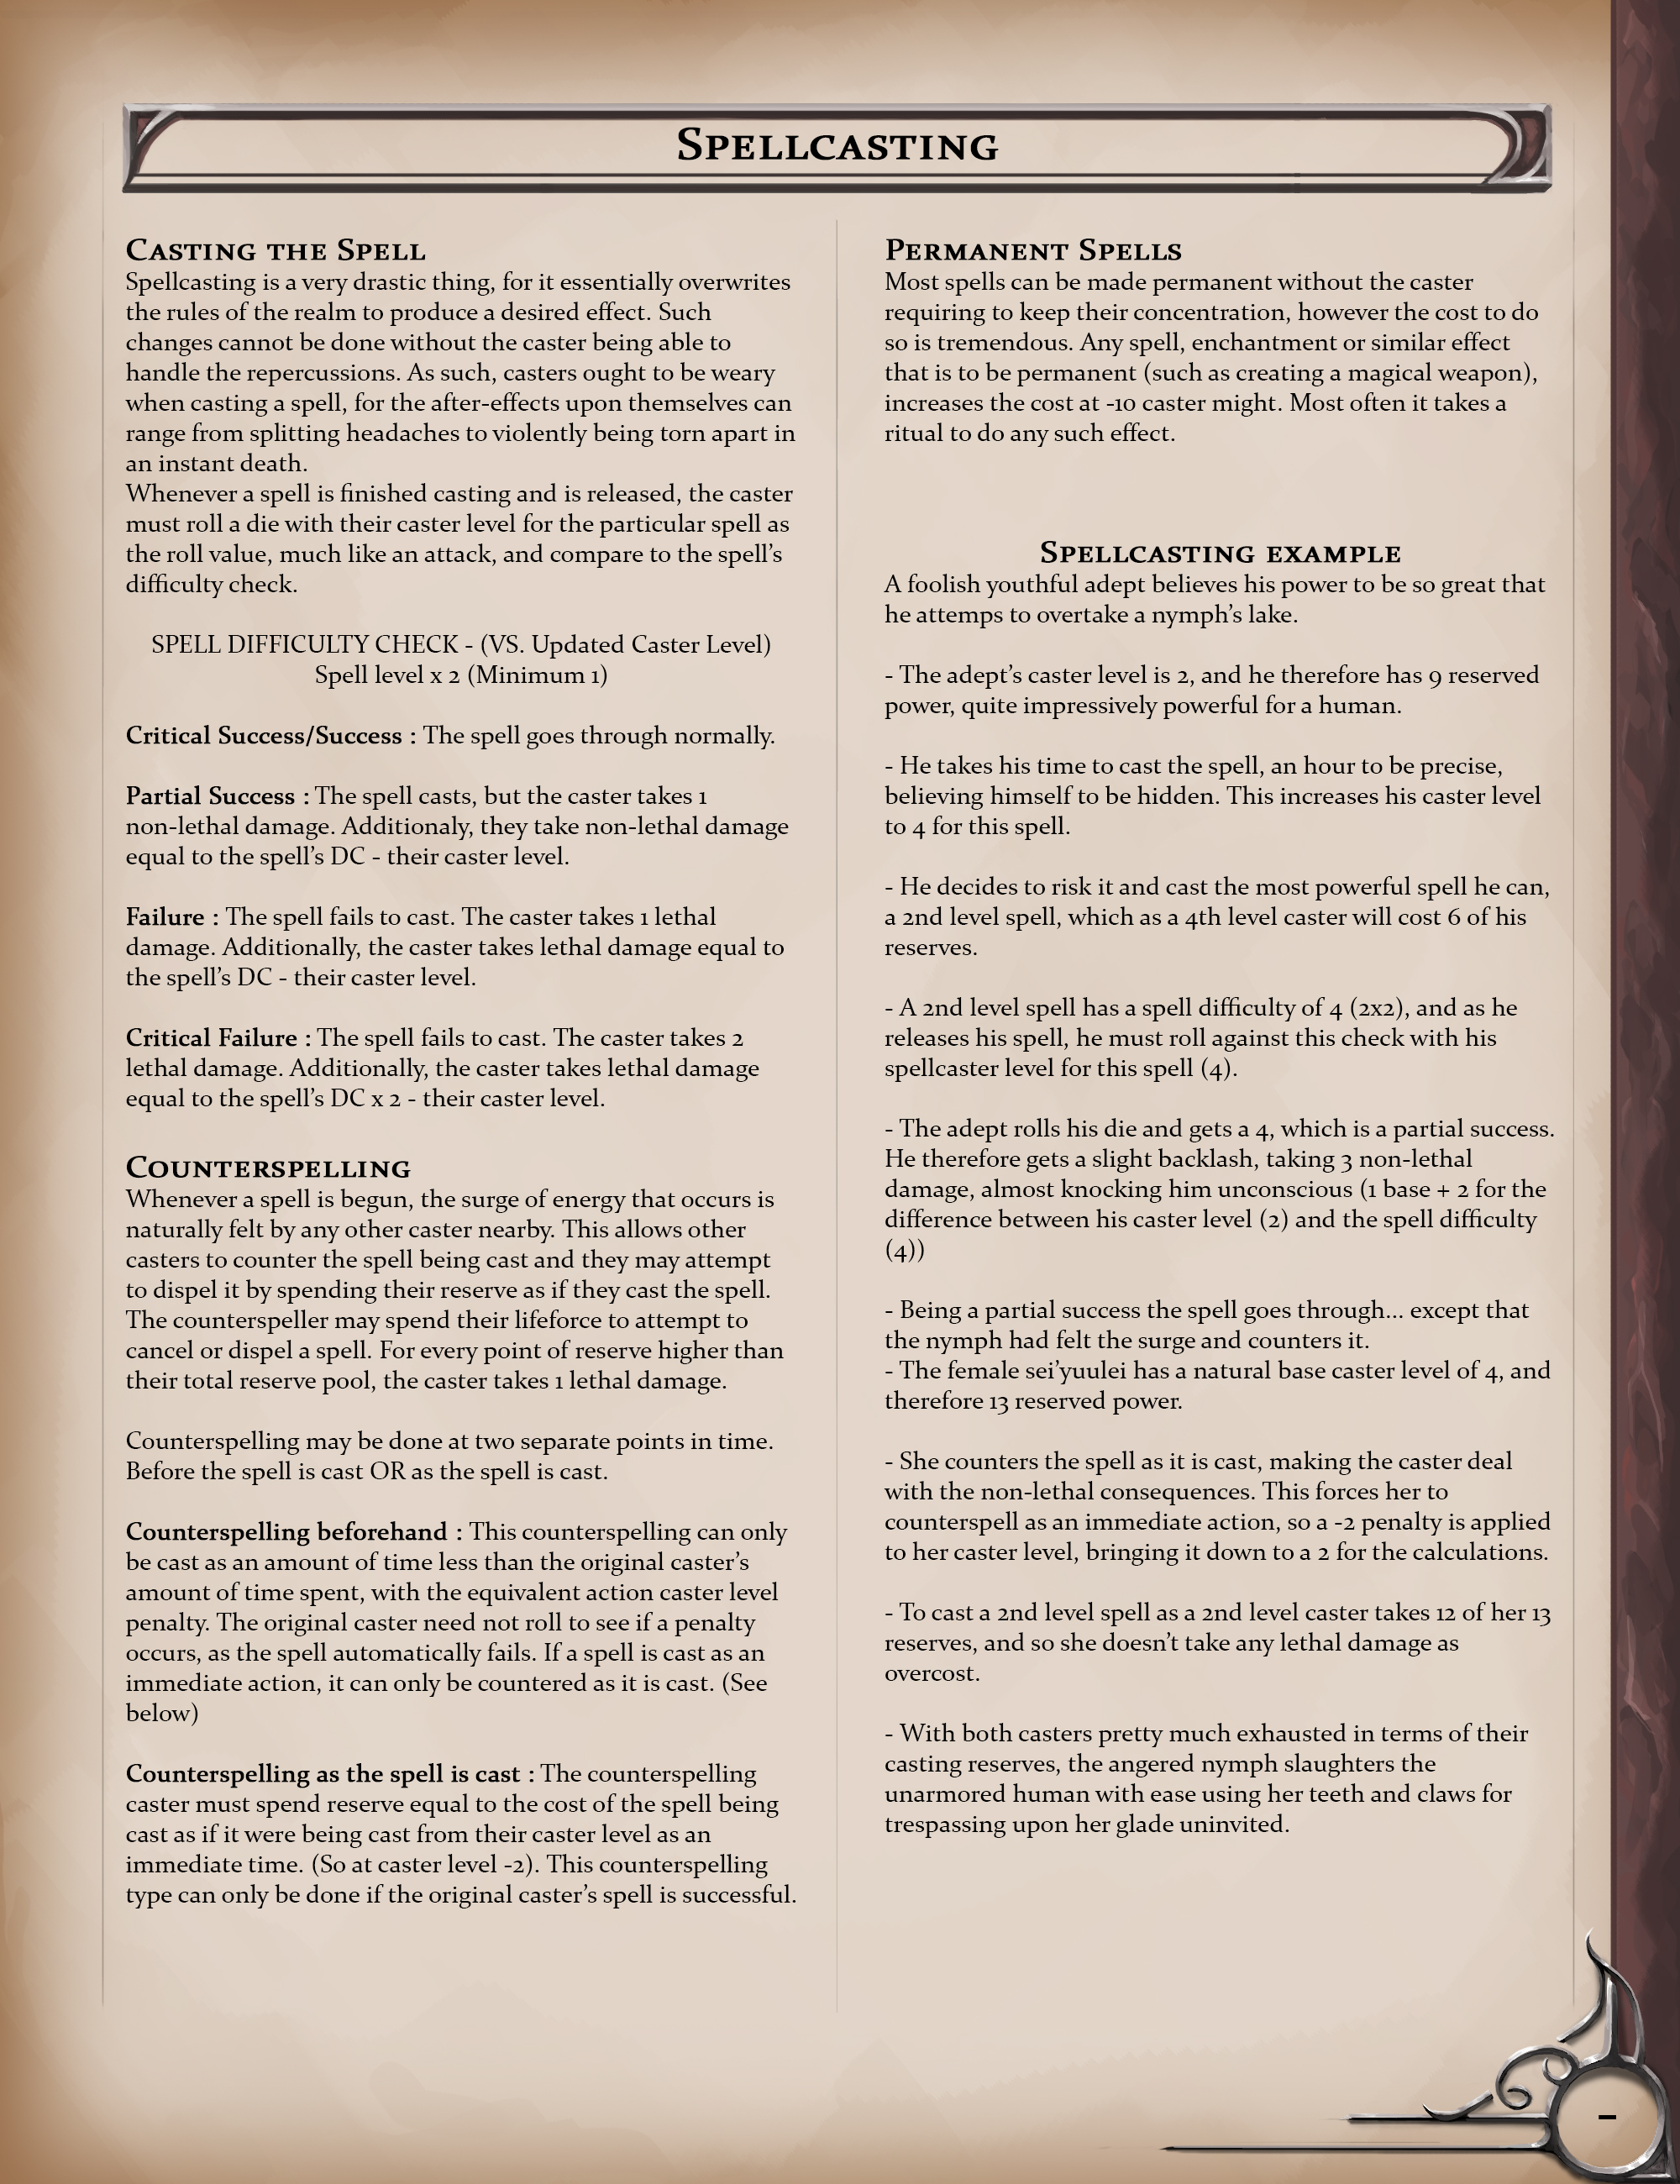 Spellcasting
Casting the Spell
Spellcasting is a very drastic thing, for it essentially overwrites
the rules of the realm to produce a desired effect. Such
changes cannot be done without the caster being able to
handle the repercussions. As such, casters ought to be weary
when casting a spell, for the after-effects upon themselves can
range from splitting headaches to violently being torn apart in
an instant death.
Whenever a spell is finished casting and is released, the caster
must roll a die with their caster level for the particular spell as
the roll value, much like an attack, and compare to the spell's
difficulty check.
SPELL DIFFICULTY CHECK - (VS. Updated Caster Level)
Spell level x 2 (Minimum 1)
Critical Success/Success : The spell goes through normally.
Partial Success : The spell casts, but the caster takes 1
non-lethal damage. Additionaly, they take non-lethal damage
equal to the spell's DC - their caster level.
Failure : The spell fails to cast. The caster takes 1 lethal
damage. Additionally, the caster takes lethal damage equal to
the spell's DC - their caster level.
Critical Failure : The spell fails to cast. The caster takes 2
lethal damage. Additionally, the caster takes lethal damage
equal to the spell's DC x 2 - their caster level.
Counterspelling
Whenever a spell is begun, the surge of energy that occurs is
naturally felt by any other caster nearby. This allows other
casters to counter the spell being cast and they may attempt
to dispel it by spending their reserve as if they cast the spell.
The counterspeller may spend their lifeforce to attempt to
cancel or dispel a spell. For every point of reserve higher than
their total reserve pool, the caster takes 1 lethal damage.
Counterspelling may be done at two separate points in time.
Before the spell is cast OR as the spell is cast.
Counterspelling beforehand : This counterspelling can only
be cast as an amount of time less than the original caster's
amount of time spent, with the equivalent action caster level
penalty. The original caster need not roll to see if a penalty
occurs, as the spell automatically fails. If a spell is cast as an
immediate action, it can only be countered as it is cast. (See
below)
Counterspelling as the spell is cast : The counterspelling
caster must spend reserve equal to the cost of the spell being
cast as if it were being cast from their caster level as an
immediate time. (So at caster level -2). This counterspelling
type can only be done if the original caster's spell is successful.
Permanent Spells
Most spells can be made permanent without the caster
requiring to keep their concentration, however the cost to do
so is tremendous. Any spell, enchantment or similar effect
that is to be permanent (such as creating a magical weapon),
increases the cost at -10 caster might. Most often it takes a
ritual to do any such effect.
Spellcasting example
A foolish youthful adept believes his power to be so great that
he attemps to overtake a nymph's lake.
- The adept's caster level is 2, and he therefore has 9 reserved
power, quite impressively powerful for a human.
- He takes his time to cast the spell, an hour to be precise,
believing himself to be hidden. This increases his caster level
to 4 for this spell.
- He decides to risk it and cast the most powerful spell he can,
a 2nd level spell, which as a 4th level caster will cost 6 of his
reserves.
- A 2nd level spell has a spell difficulty of 4 (2x2), and as he
releases his spell, he must roll against this check with his
spellcaster level for this spell (4).
- The adept rolls his die and gets a 4, which is a partial success.
He therefore gets a slight backlash, taking 3 non-lethal
damage, almost knocking him unconscious (1 base + 2 for the
difference between his caster level (2) and the spell difficulty
(4))
- Being a partial success the spell goes through... except that
the nymph had felt the surge and counters it.
- The female sei'yuulei has a natural base caster level of 4, and
therefore 13 reserved power.
- She counters the spell as it is cast, making the caster deal
with the non-lethal consequences. This forces her to
counterspell as an immediate action, so a -2 penalty is applied
to her caster level, bringing it down to a 2 for the calculations.
- To cast a 2nd level spell as a 2nd level caster takes 12 of her 13
reserves, and so she doesn't take any lethal damage as
overcost.
- With both casters pretty much exhausted in terms of their
casting reserves, the angered nymph slaughters the
unarmored human with ease using her teeth and claws for
trespassing upon her glade uninvited.
-